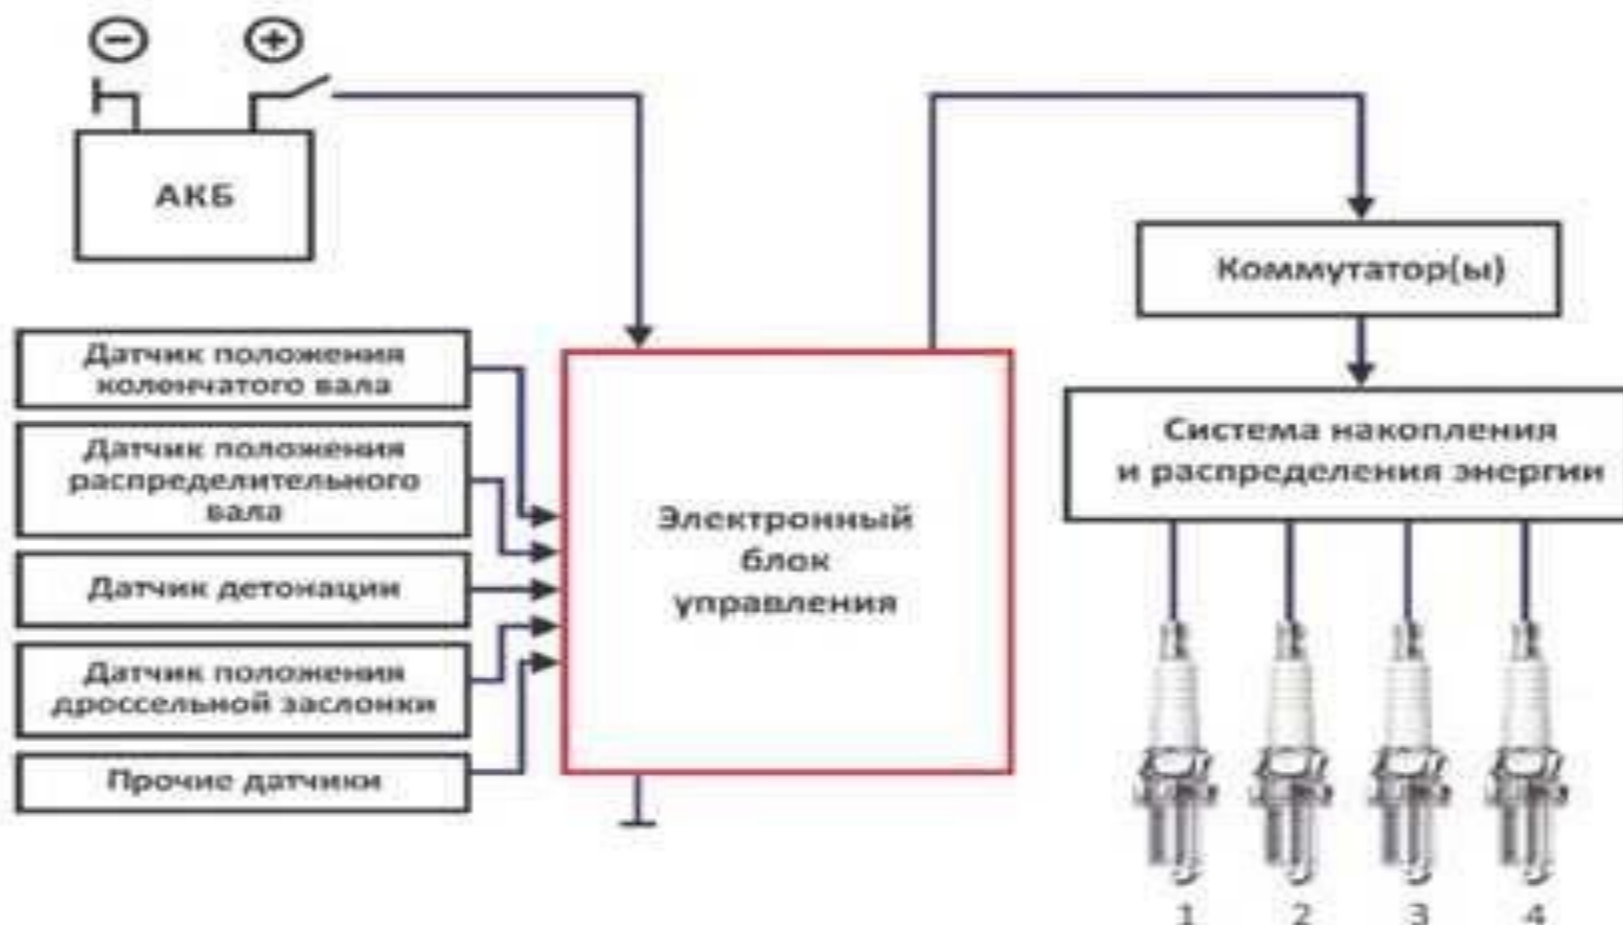 АКБ
Датчик положения
коленчатого вала
Датчик положения
распределительного
вала
Датчик детонации
Датчик положения
дроссельной заслонки
Прочие датчики
Электронный
блок
управления
Коммутатор(ы)
Система накопления
и распределения энергии
1 2 3 4